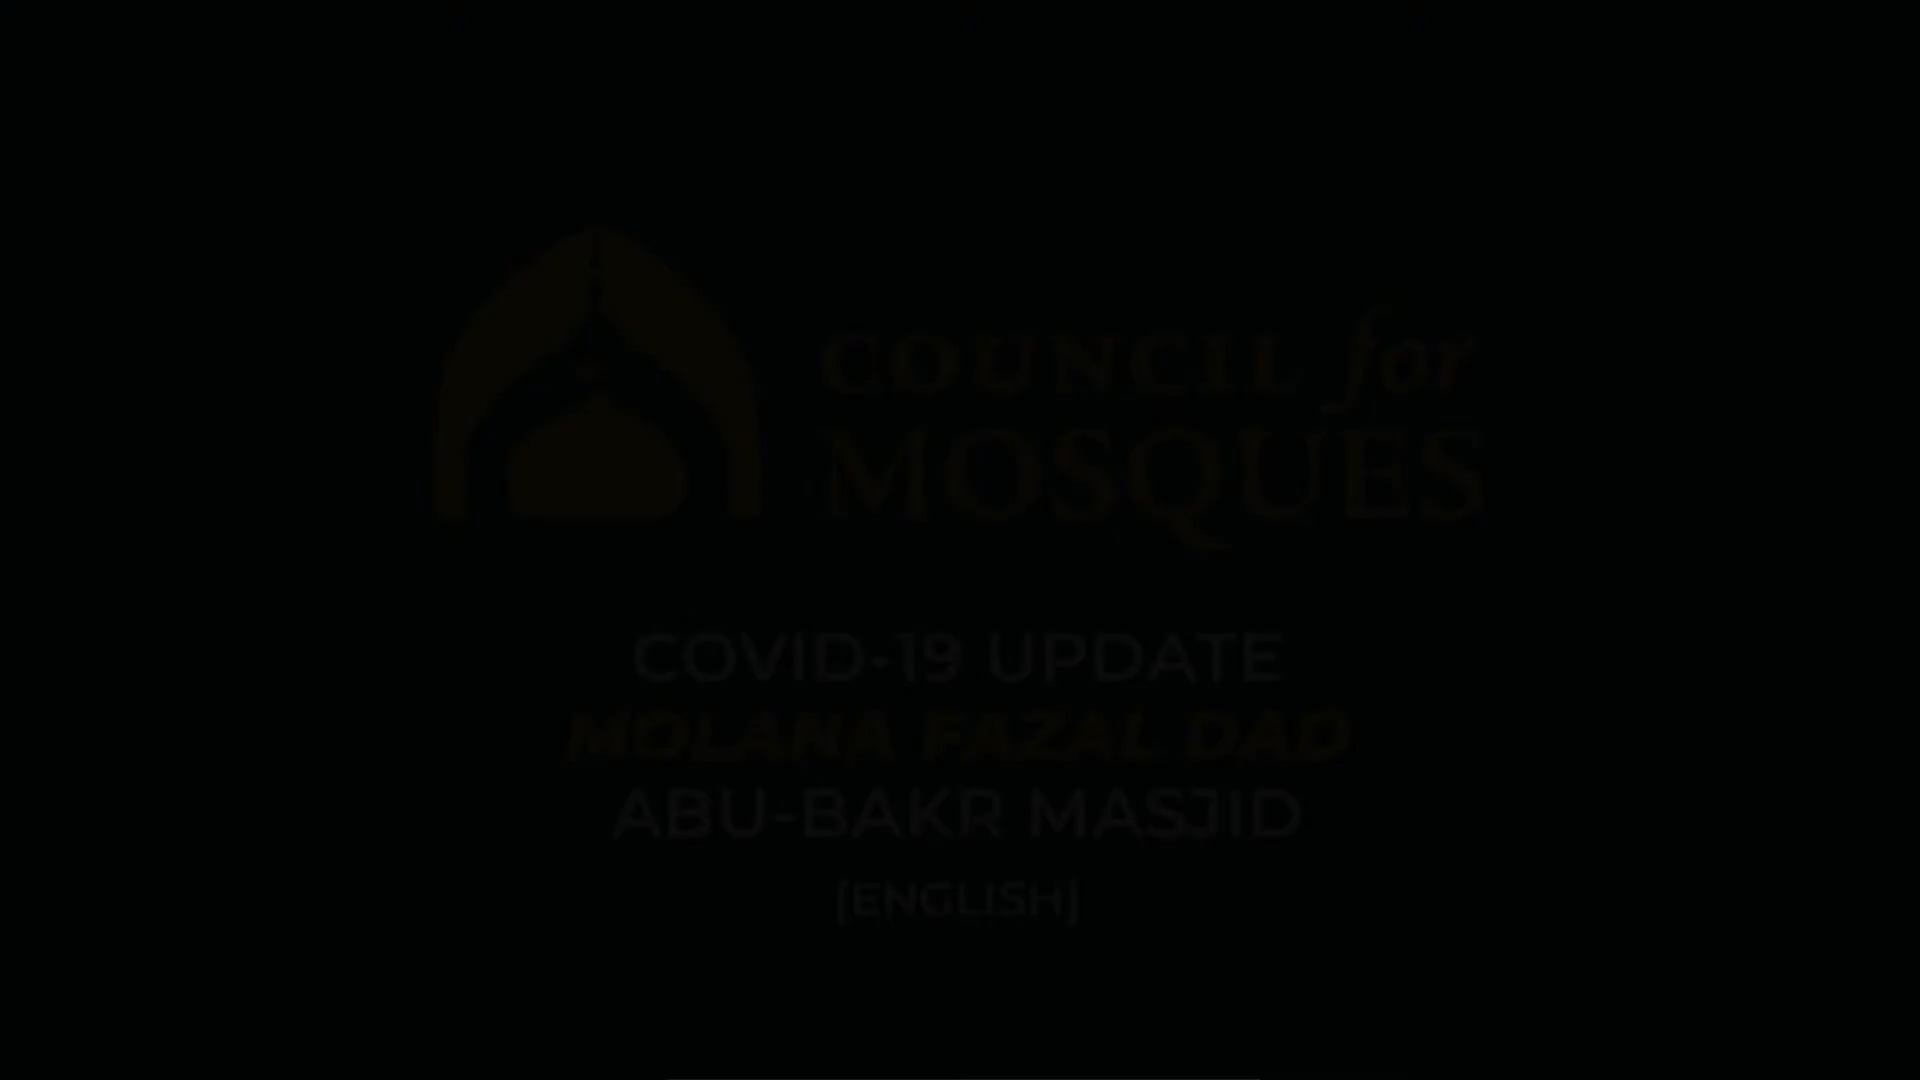 COUNCIL for
MOSQUES
COVID-19 UPDATE
MOLANA FAZAL DAD
ABU-BAKR MASJID
[ENGLISH]